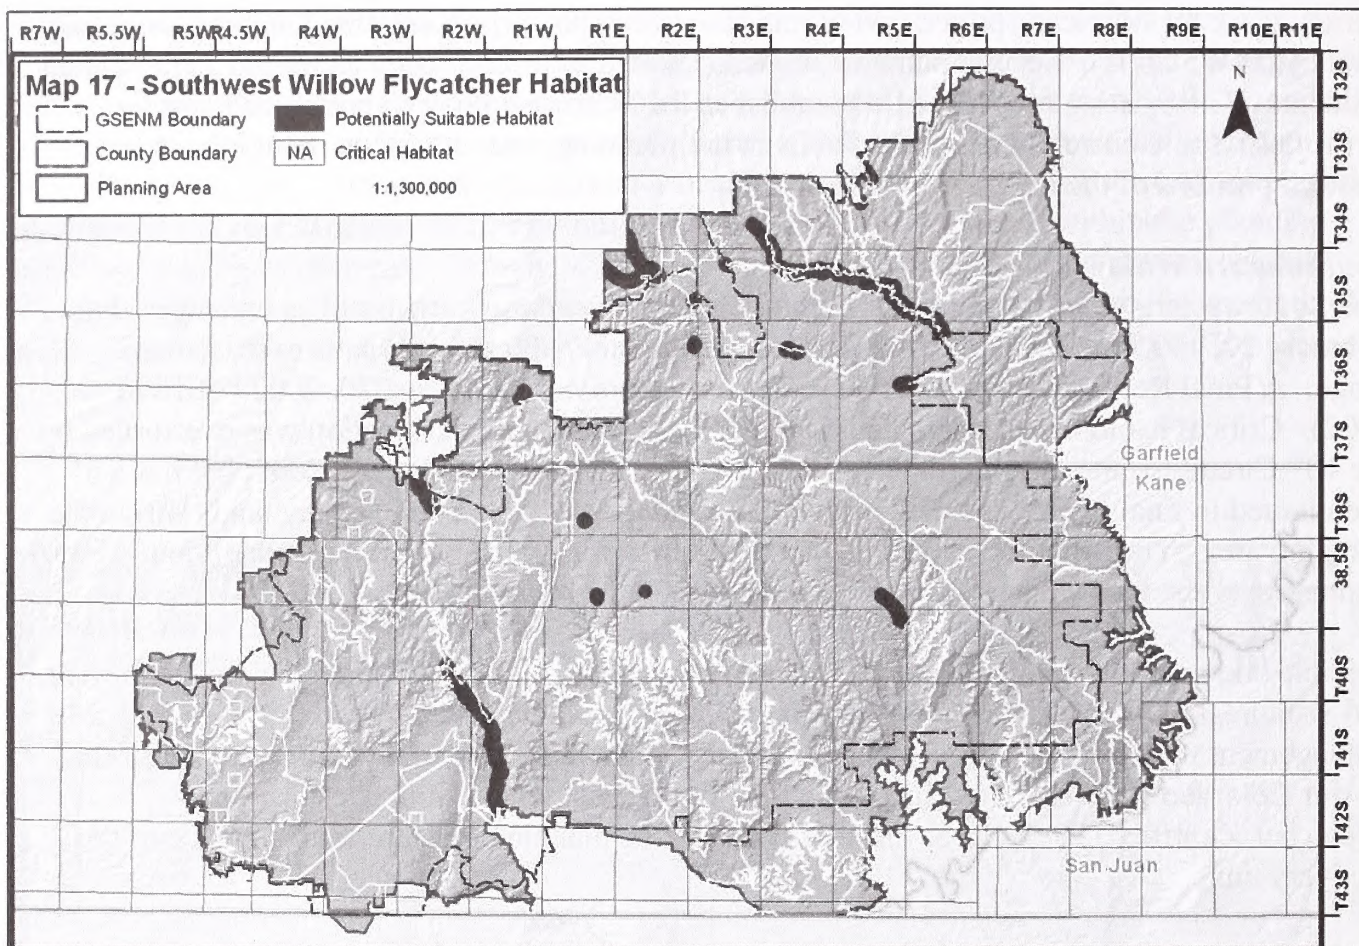 R7W R5.5W R5WR4.5W R4W R3W R2W R1W R1E R2E R3E R4E R5E R6E R7E R8E R9E R10E R11E
Map 17 - Southwest Willow Flycatcher Habitat
GSENM Boundary
Potentially Suitable Habitat
County Boundary
NA
Critical Habitat
Planning Area
1:1,300,000
N
T32S
T33S
T34S
T35S
T36S
T37S
38.5S T38S
T40S
T41S
T42S
T43S
Garfield
Kane
San Juan